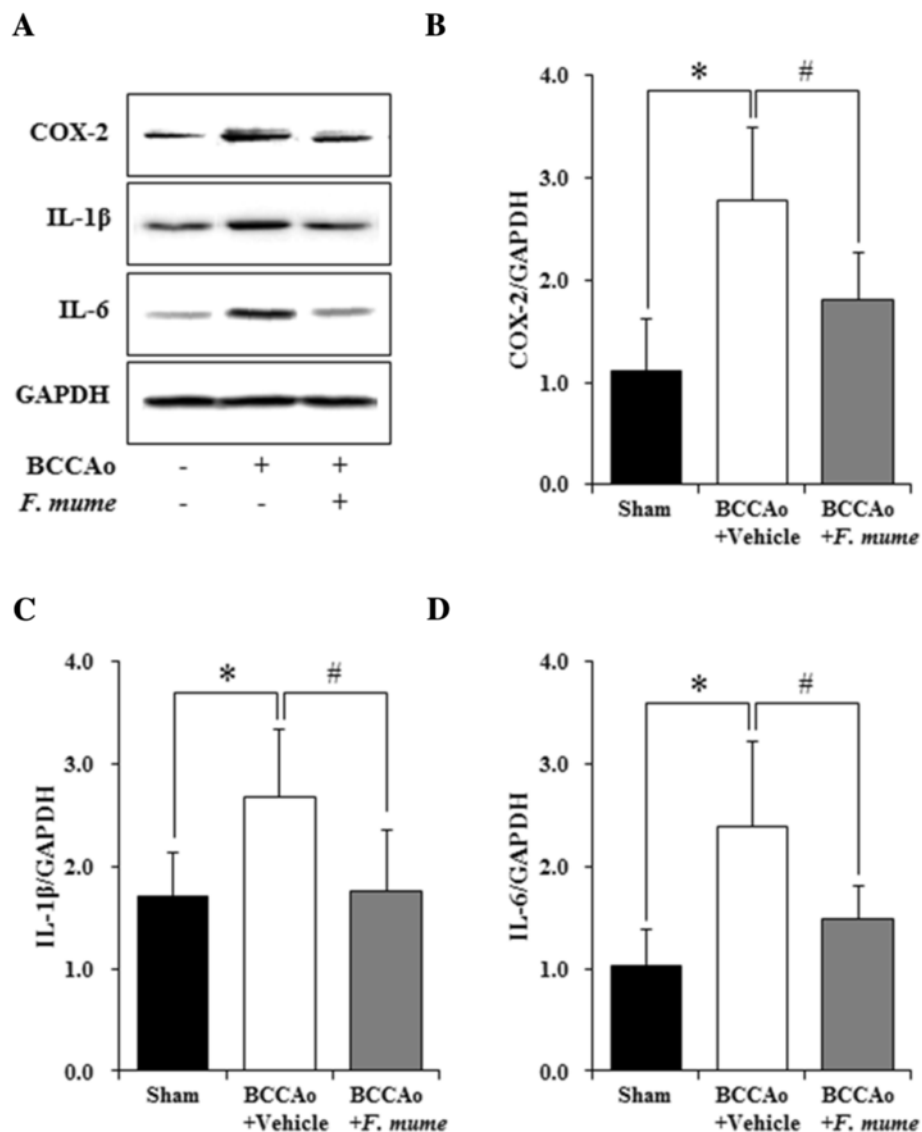 A
COX-2
IL-1β
IL-6
GAPDH
BCCAo - + +
F. mume - - +
B
COX-2/GAPDH
4.0
3.0
2.0
1.0
0.0
* #
Sham BCCAo BCCAo
+Vehicle +F. mume
C
IL-1β/GAPDH
4.0
3.0
2.0
1.0
0.0
* #
Sham BCCAo BCCAo
+Vehicle +F. mume
D
IL-6/GAPDH
4.0
3.0
2.0
1.0
0.0
* #
Sham BCCAo BCCAo
+Vehicle +F. mume